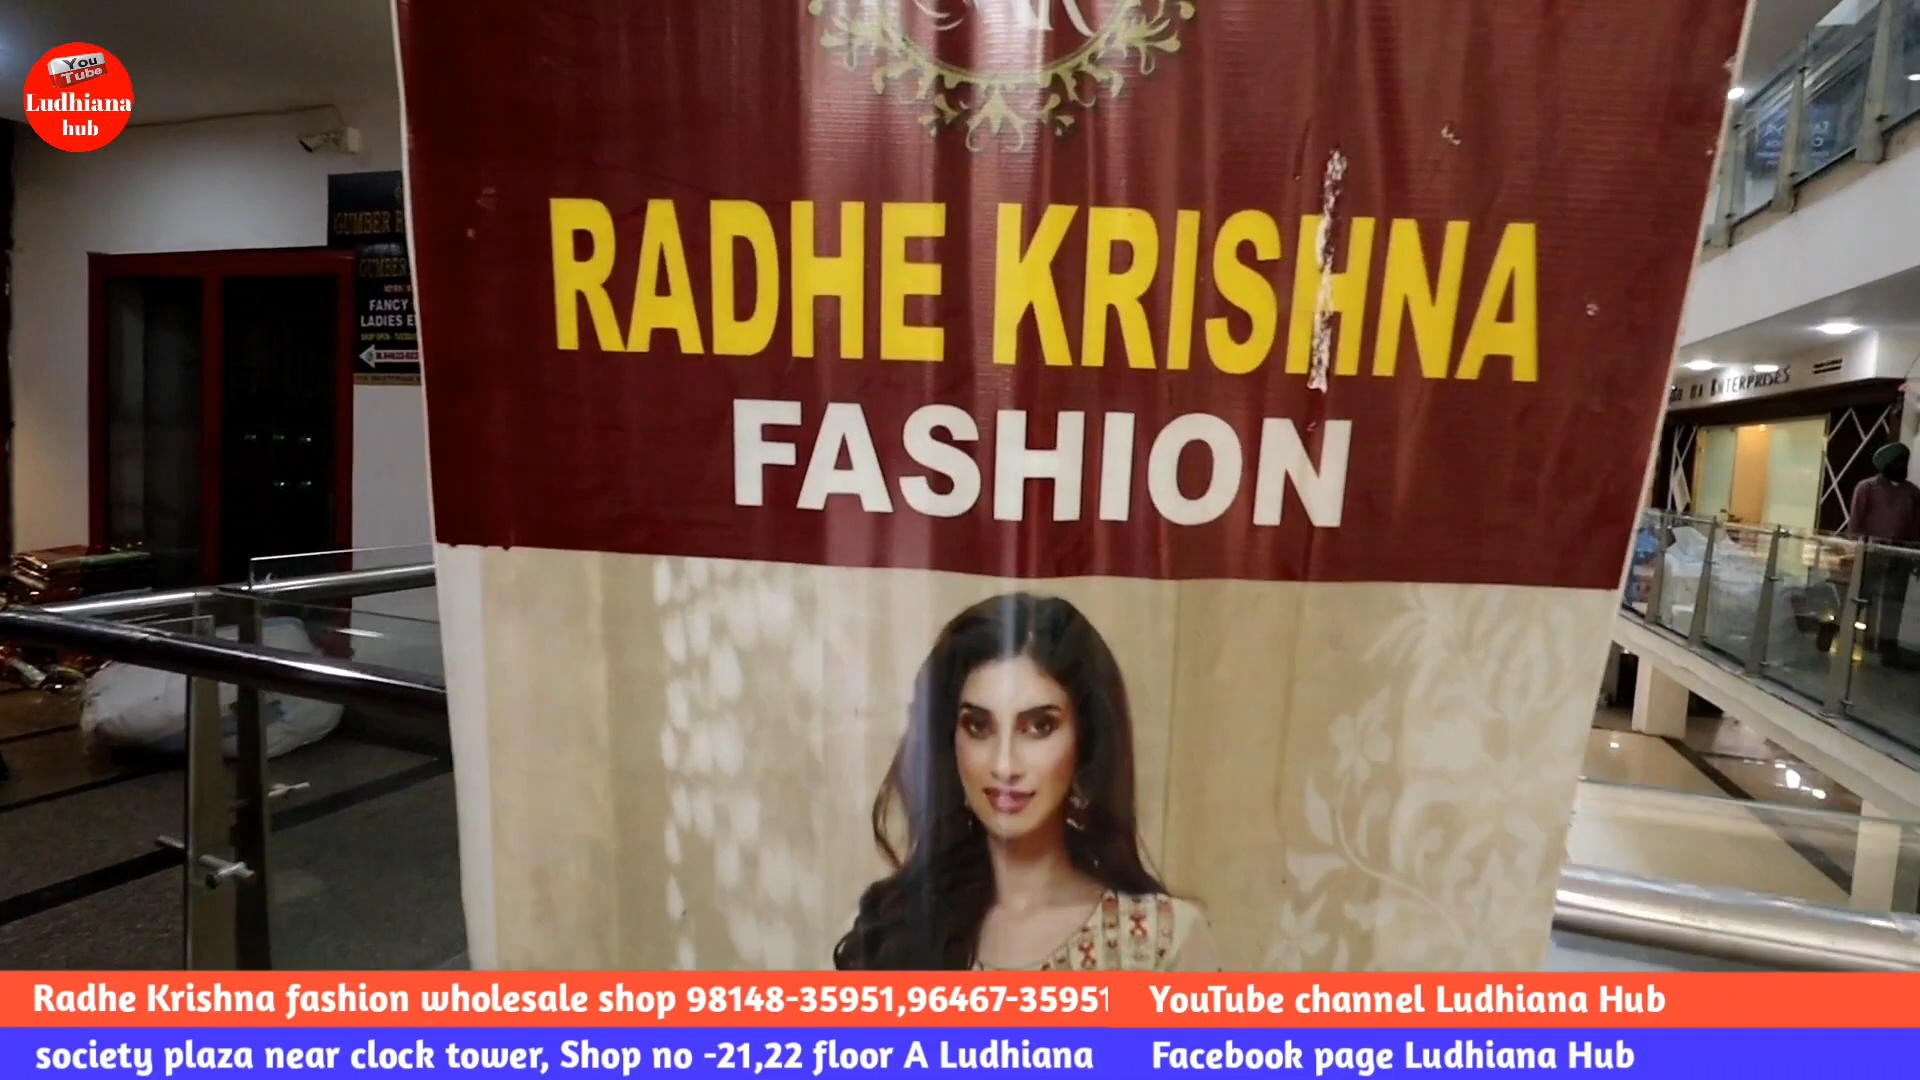 You
Tube
Ludhiana
hub
RADHE KRISHNA
FASHION
GUMBER
GUMBER
FANCY
LADIES
ENTERPRISES
Radhe Krishna fashion wholesale shop 98148-35951,96467-35951
YouTube channel Ludhiana Hub
society plaza near clock tower, Shop no -21,22 floor A Ludhiana
Facebook page Ludhiana Hub